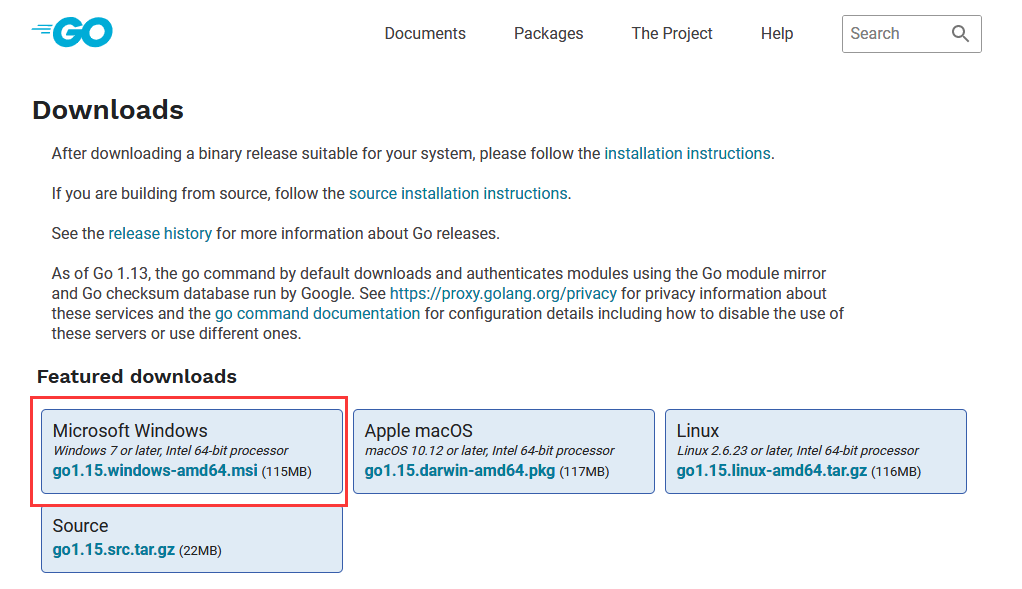 GO
Documents
Packages
The Project
Help
Search
Downloads
After downloading a binary release suitable for your system, please follow the installation instructions.
If you are building from source, follow the source installation instructions.
See the release history for more information about Go releases.
As of Go 1.13, the go command by default downloads and authenticates modules using the Go module mirror
and Go checksum database run by Google. See https://proxy.golang.org/privacy for privacy information about
these services and the go command documentation for configuration details including how to disable the use of
these servers or use different ones.
Featured downloads
Microsoft Windows
Windows 7 or later, Intel 64-bit processor
go1.15.windows-amd64.msi (115MB)
Apple macOS
macOS 10.12 or later, Intel 64-bit processor
go1.15.darwin-amd64.pkg (117MB)
Linux
Linux 2.6.23 or later, Intel 64-bit processor
go1.15.linux-amd64.tar.gz (116MB)
Source
go1.15.src.tar.gz (22MB)